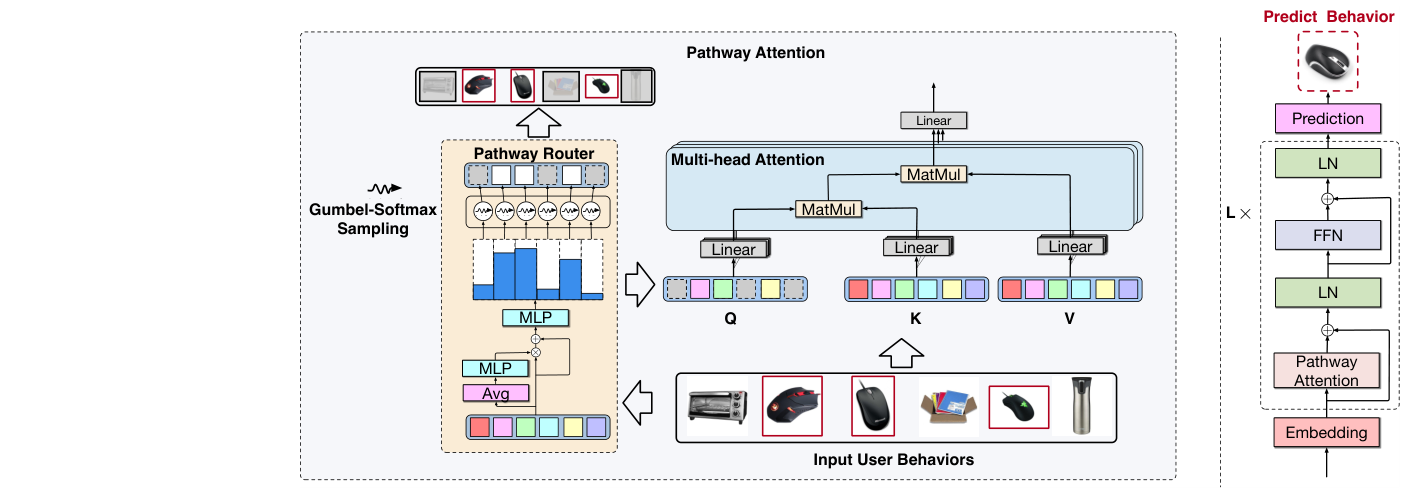 Predict Behavior
Pathway Attention
Pathway Router
Gumbel-Softmax
Sampling
MLP
MLP
Avg
Linear
Multi-head Attention
MatMul
MatMul
Linear
Linear
Linear
Q
K
V
Input User Behaviors
Prediction
LN
L ×
FFN
LN
Pathway
Attention
Embedding